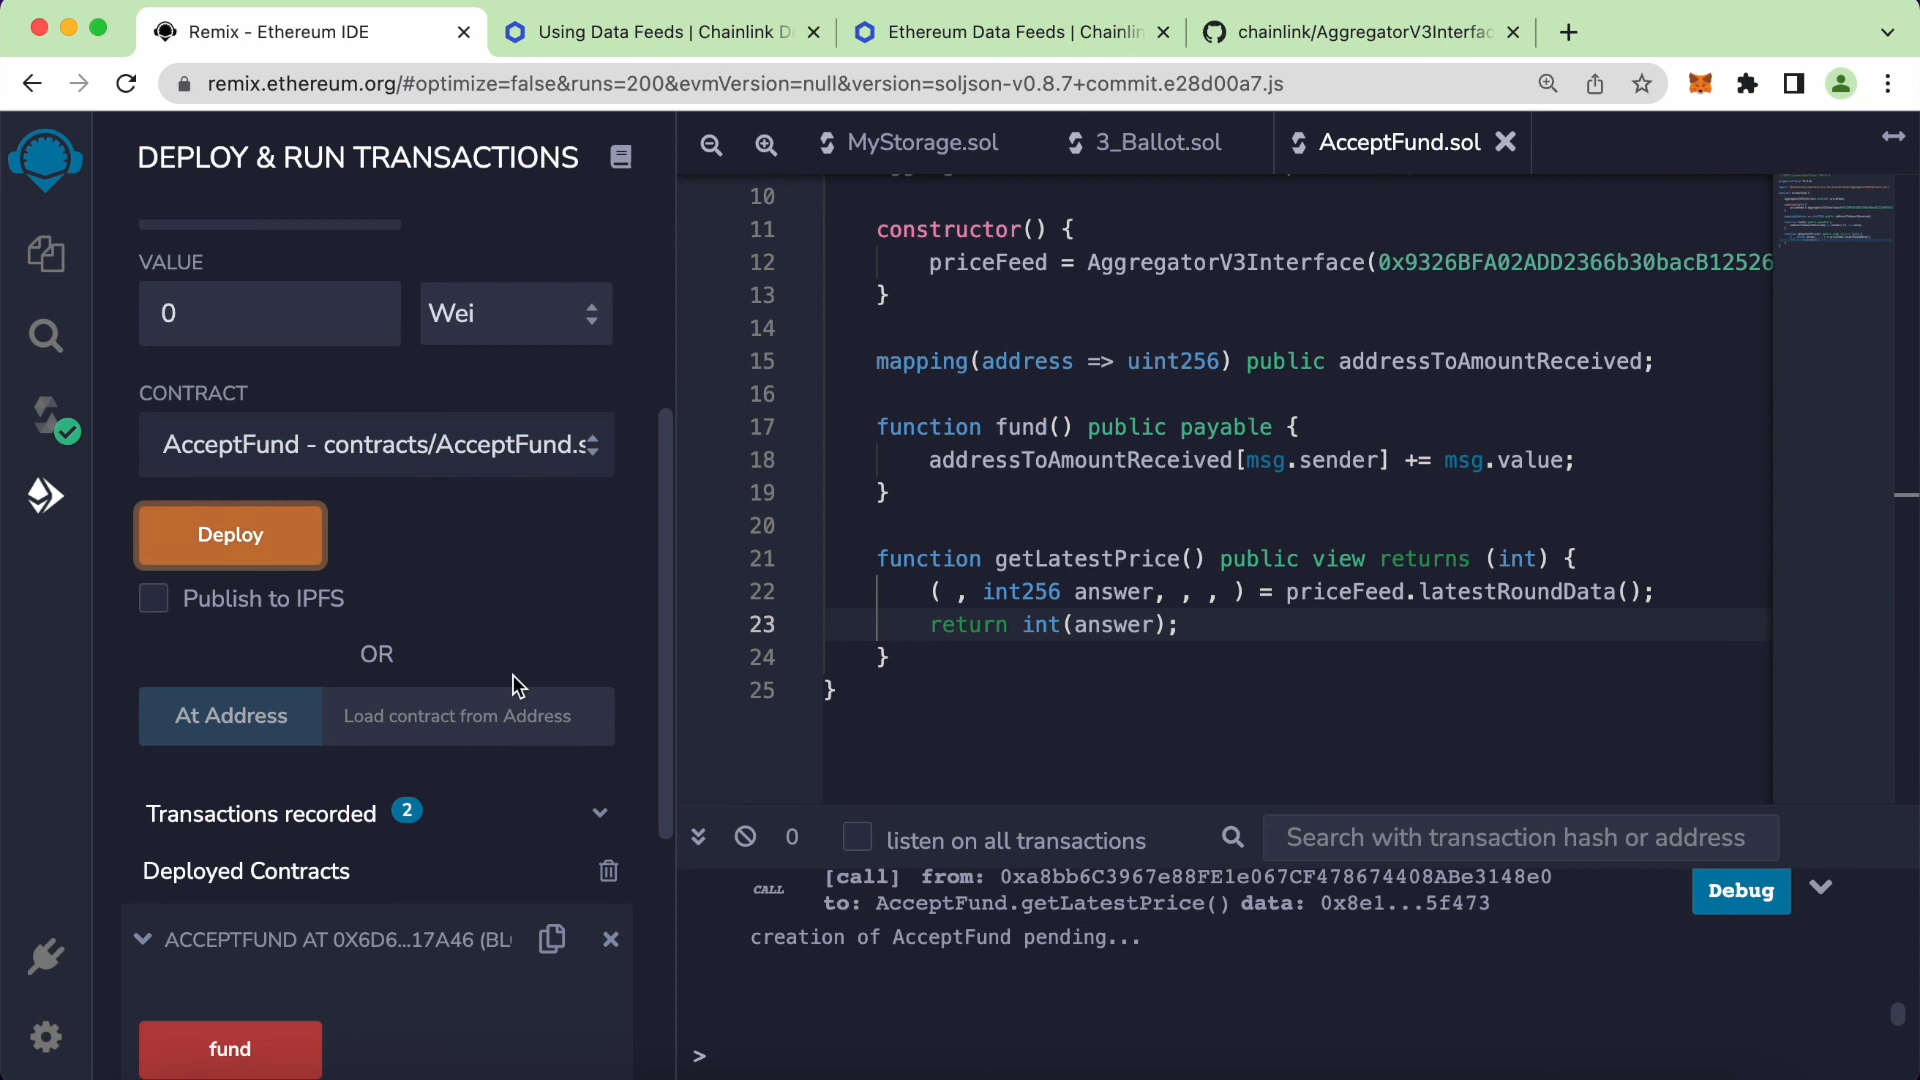 Remix - Ethereum IDE
Using Data Feeds | Chainlink D
Ethereum Data Feeds | Chainlin
chainlink/AggregatorV3Interfac
remix.ethereum.org/#optimize=false&runs=200&evmVersion=null&version=soljson-v0.8.7+commit.e28d00a7.js
DEPLOY & RUN TRANSACTIONS
MyStorage.sol
3_Ballot.sol
AcceptFund.sol
VALUE
0
Wei
CONTRACT
AcceptFund - contracts/AcceptFund.s
Deploy
Publish to IPFS
OR
At Address
Load contract from Address
Transactions recorded 2
Deployed Contracts
ACCEPTFUND AT 0X6D6...17A46 (BL
fund
10
11 constructor() {
12 priceFeed = AggregatorV3Interface(0x9326BFA02ADD2366b30bacB12526
13 }
14
15 mapping(address => uint256) public addressToAmountReceived;
16
17 function fund() public payable {
18 addressToAmountReceived[msg.sender] += msg.value;
19 }
20
21 function getLatestPrice() public view returns (int) {
22 ( , int256 answer, , , ) = priceFeed.latestRoundData();
23 return int(answer);
24 }
25 }
0
listen on all transactions
Search with transaction hash or address
CALL
[call] from: 0xa8bb6C3967e88FE1e067CF478674408ABe3148e0
to: AcceptFund.getLatestPrice() data: 0x8e1...5f473
Debug
creation of AcceptFund pending...
>